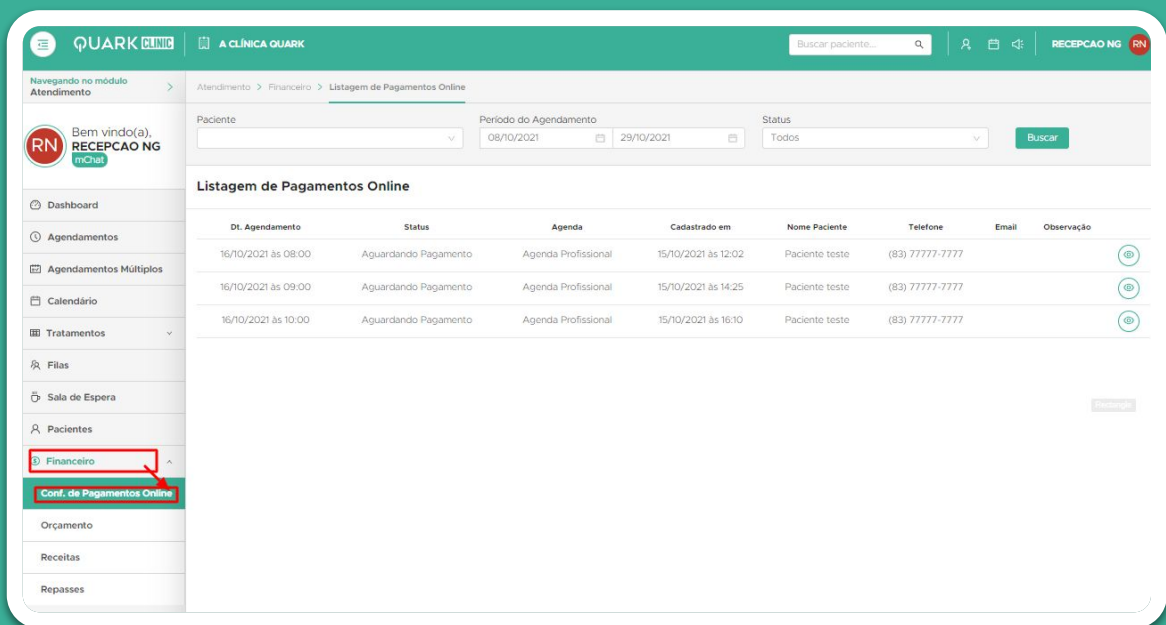 QUARK CLINIC
A CLÍNICA QUARK
Buscar paciente...
RECEPCAO NG RN
Navegando no módulo
Atendimento
Atendimento > Financeiro > Listagem de Pagamentos Online
RN
Bem vindo(a),
RECEPCAO NG
mChat
Paciente
Período do Agendamento
08/10/2021
29/10/2021
Status
Todos
Buscar
Listagem de Pagamentos Online
Dt. Agendamento Status Agenda Cadastrado em Nome Paciente Telefone Email Observação
16/10/2021 às 08:00 Aguardando Pagamento Agenda Profissional 15/10/2021 às 12:02 Paciente teste (83) 77777-7777
16/10/2021 às 09:00 Aguardando Pagamento Agenda Profissional 15/10/2021 às 14:25 Paciente teste (83) 77777-7777
16/10/2021 às 10:00 Aguardando Pagamento Agenda Profissional 15/10/2021 às 16:10 Paciente teste (83) 77777-7777
Rectangle
Dashboard
Agendamentos
Agendamentos Múltiplos
Calendário
Tratamentos
Filas
Sala de Espera
Pacientes
Financeiro
Conf. de Pagamentos Online
Orçamento
Receitas
Repasses